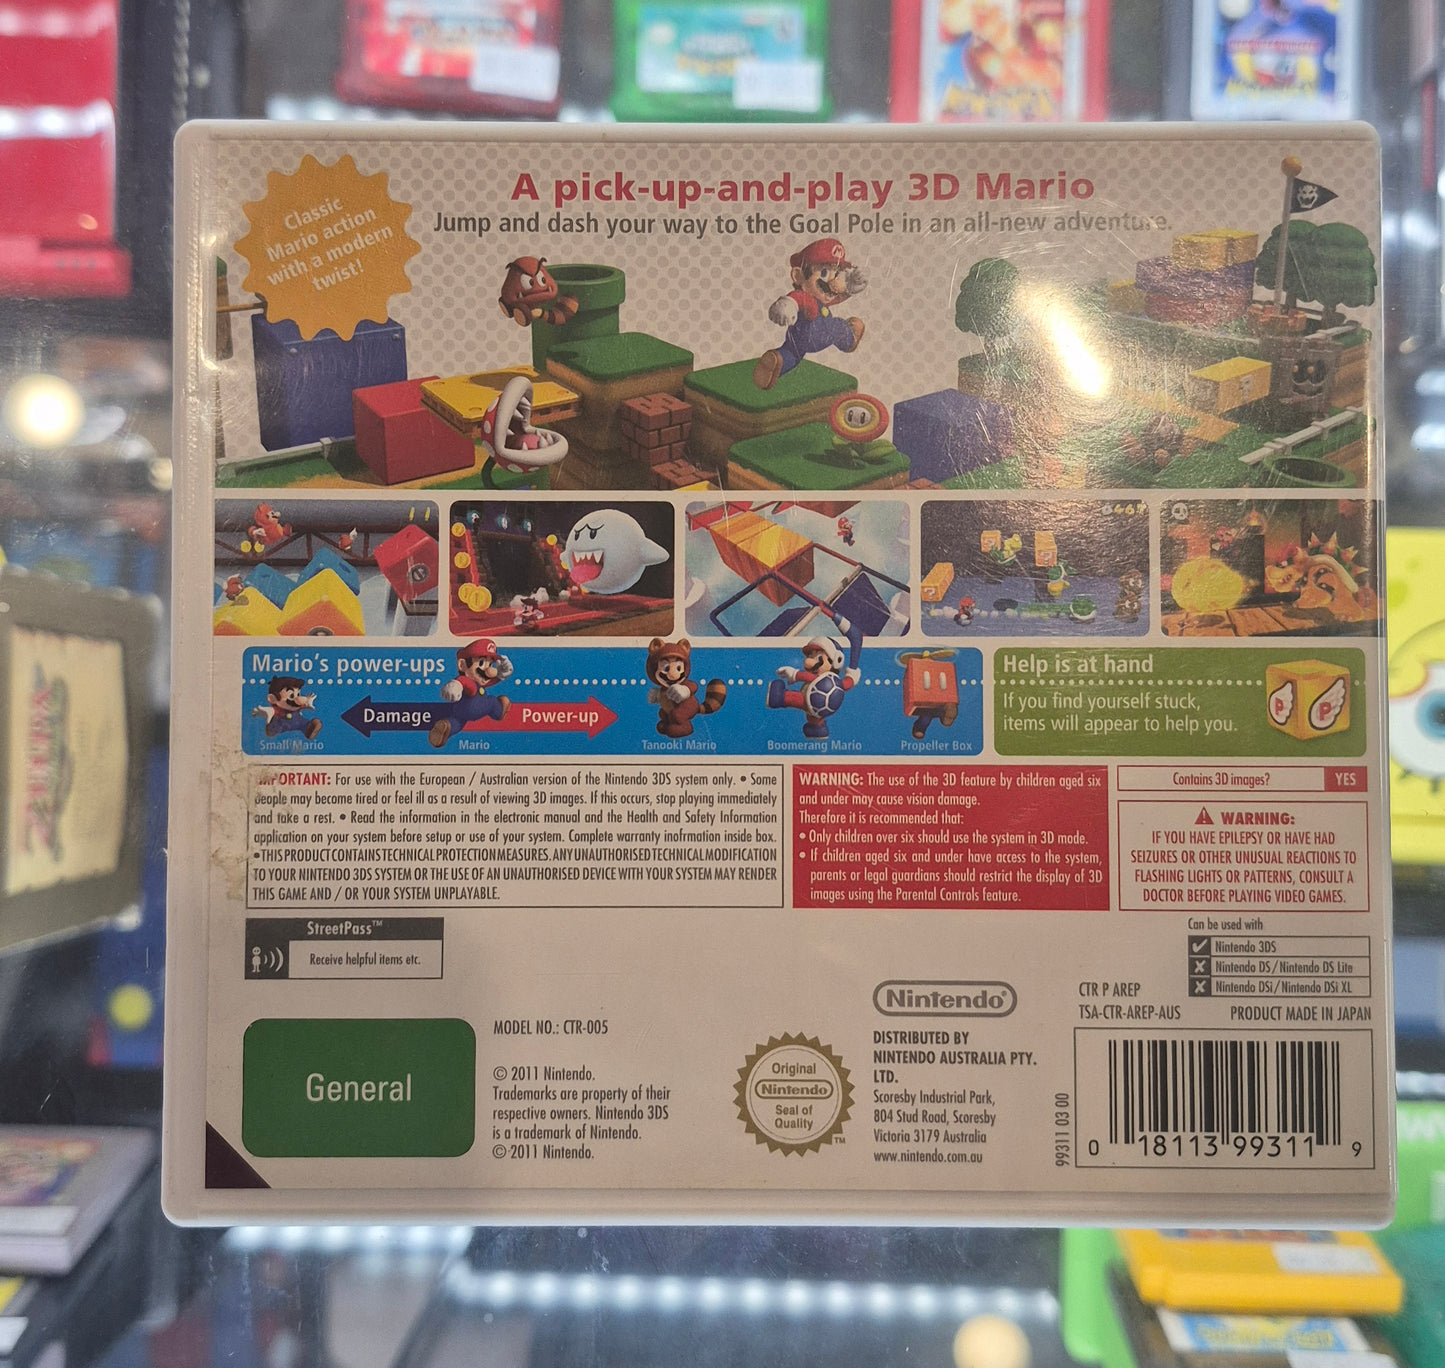 Classic
Mario action
with a modern
twist!
A pick-up-and-play 3D Mario
Jump and dash your way to the Goal Pole in an all-new adventure.
Mario's power-ups
Damage
Power-up
Small Mario
Mario
Tanooki Mario
Boomerang Mario
Propeller Box
Help is at hand
If you find yourself stuck,
items will appear to help you.
P
P
IMPORTANT: For use with the European / Australian version of the Nintendo 3DS system only. • Some
people may become tired or feel ill as a result of viewing 3D images. If this occurs, stop playing immediately
and take a rest. • Read the information in the electronic manual and the Health and Safety Information
application on your system before setup or use of your system. Complete warranty inofrmation inside box.
•THIS PRODUCT CONTAINS TECHNICAL PROTECTION MEASURES. ANY UNAUTHORISED TECHNICAL MODIFICATION
TO YOUR NINTENDO 3DS SYSTEM OR THE USE OF AN UNAUTHORISED DEVICE WITH YOUR SYSTEM MAY RENDER
THIS GAME AND / OR YOUR SYSTEM UNPLAYABLE.
WARNING: The use of the 3D feature by children aged six
and under may cause vision damage.
Therefore it is recommended that:
• Only children over six should use the system in 3D mode.
• If children aged six and under have access to the system,
parents or legal guardians should restrict the display of 3D
images using the Parental Controls feature.
Contains 3D images? YES
WARNING:
IF YOU HAVE EPILEPSY OR HAVE HAD
SEIZURES OR OTHER UNUSUAL REACTIONS TO
FLASHING LIGHTS OR PATTERNS, CONSULT A
DOCTOR BEFORE PLAYING VIDEO GAMES.
StreetPass™
Receive helpful items etc.
Can be used with
Nintendo 3DS
Nintendo DS / Nintendo DS Lite
Nintendo DSi / Nintendo DSi XL
CTR P AREP
TSA-CTR-AREP-AUS
PRODUCT MADE IN JAPAN
General
MODEL NO.: CTR-005
© 2011 Nintendo.
Trademarks are property of their
respective owners. Nintendo 3DS
is a trademark of Nintendo.
© 2011 Nintendo.
Original
Nintendo
Seal of
Quality
TM
Nintendo®
DISTRIBUTED BY
NINTENDO AUSTRALIA PTY.
LTD.
Scoresby Industrial Park,
804 Stud Road, Scoresby
Victoria 3179 Australia
www.nintendo.com.au
99311 03 00
0 18113 99311 9